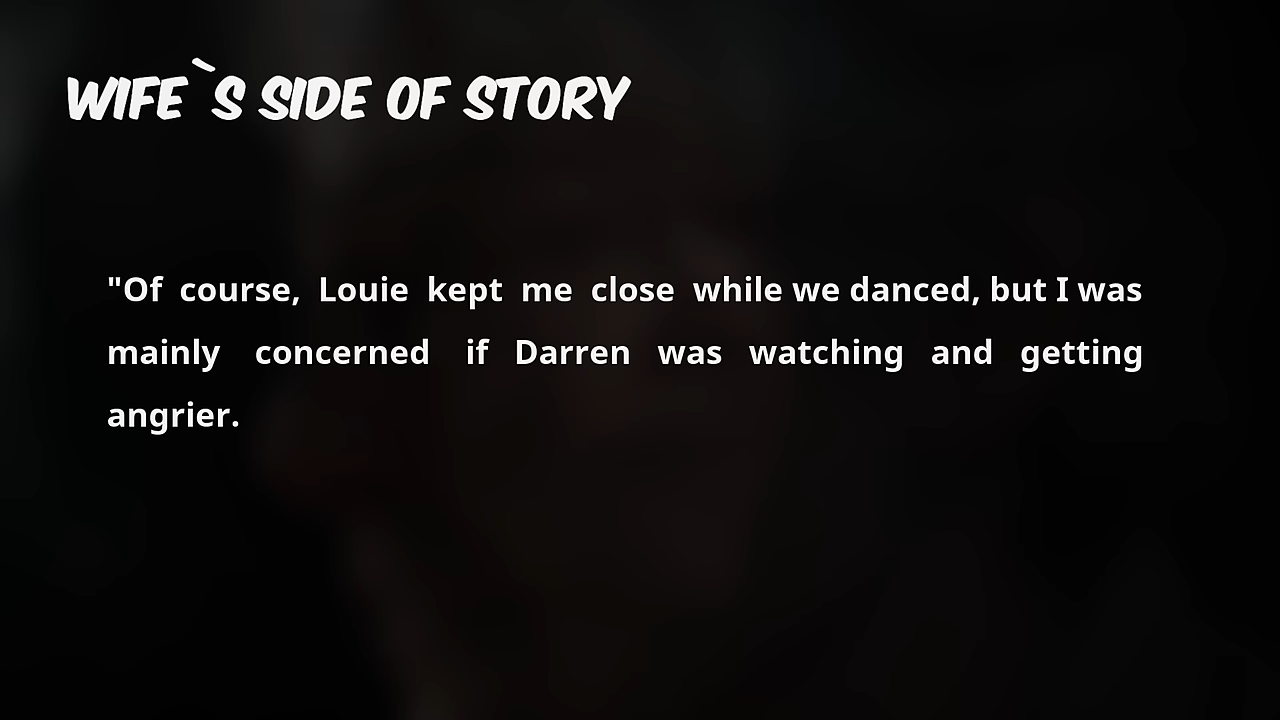 WIFE`S SIDE OF STORY
"Of course, Louie kept me close while we danced, but I was
mainly concerned if Darren was watching and getting
angrier.